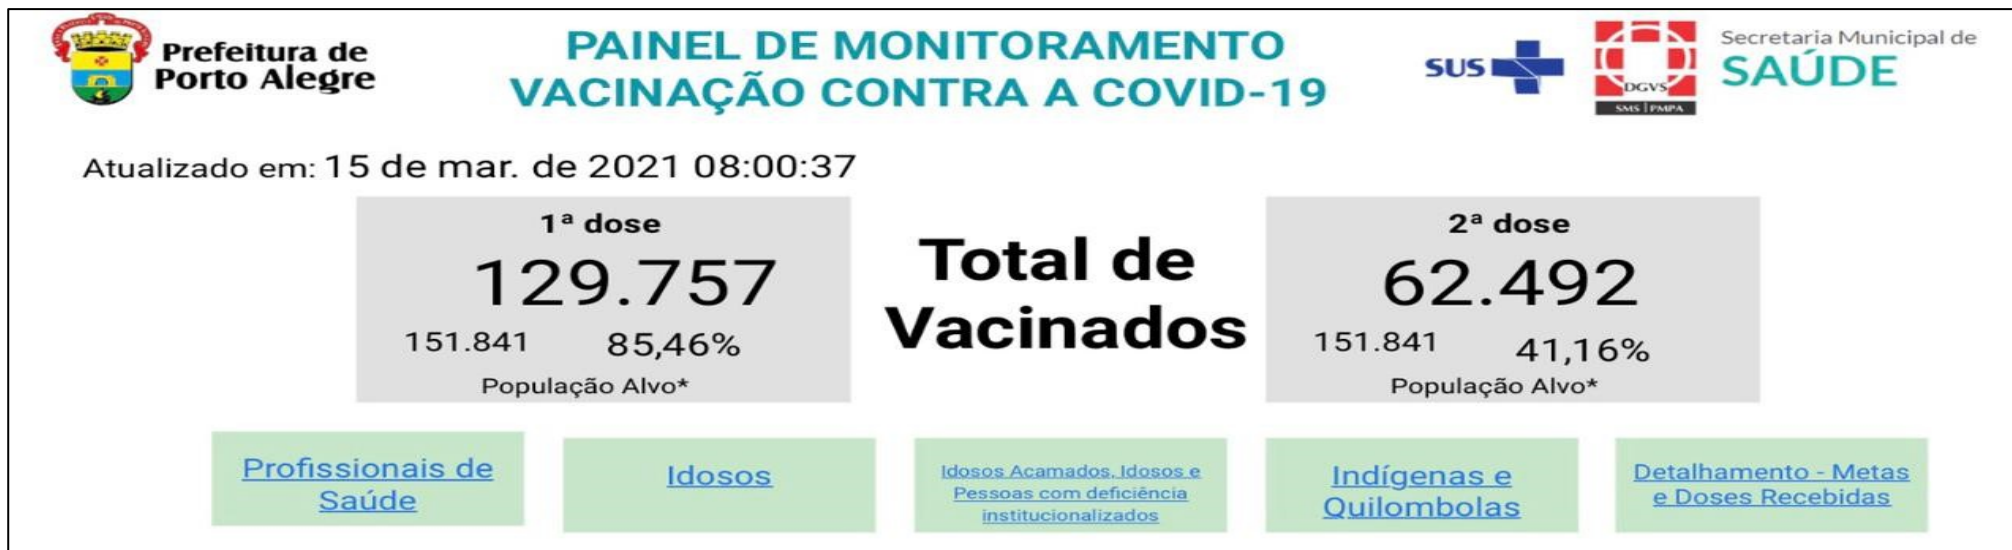 Prefeitura de
Porto Alegre
PAINEL DE MONITORAMENTO
VACINAÇÃO CONTRA A COVID-19
SUS
DGVS
SMS | PMPA
Secretaria Municipal de
SAÚDE
Atualizado em: 15 de mar. de 2021 08:00:37
1ª dose
129.757
151.841 85,46%
População Alvo*
Total de
Vacinados
2ª dose
62.492
151.841 41,16%
População Alvo*
Profissionais de
Saúde
Idosos
Idosos Acamados, Idosos e
Pessoas com deficiência
institucionalizados
Indígenas e
Quilombolas
Detalhamento - Metas
e Doses Recebidas